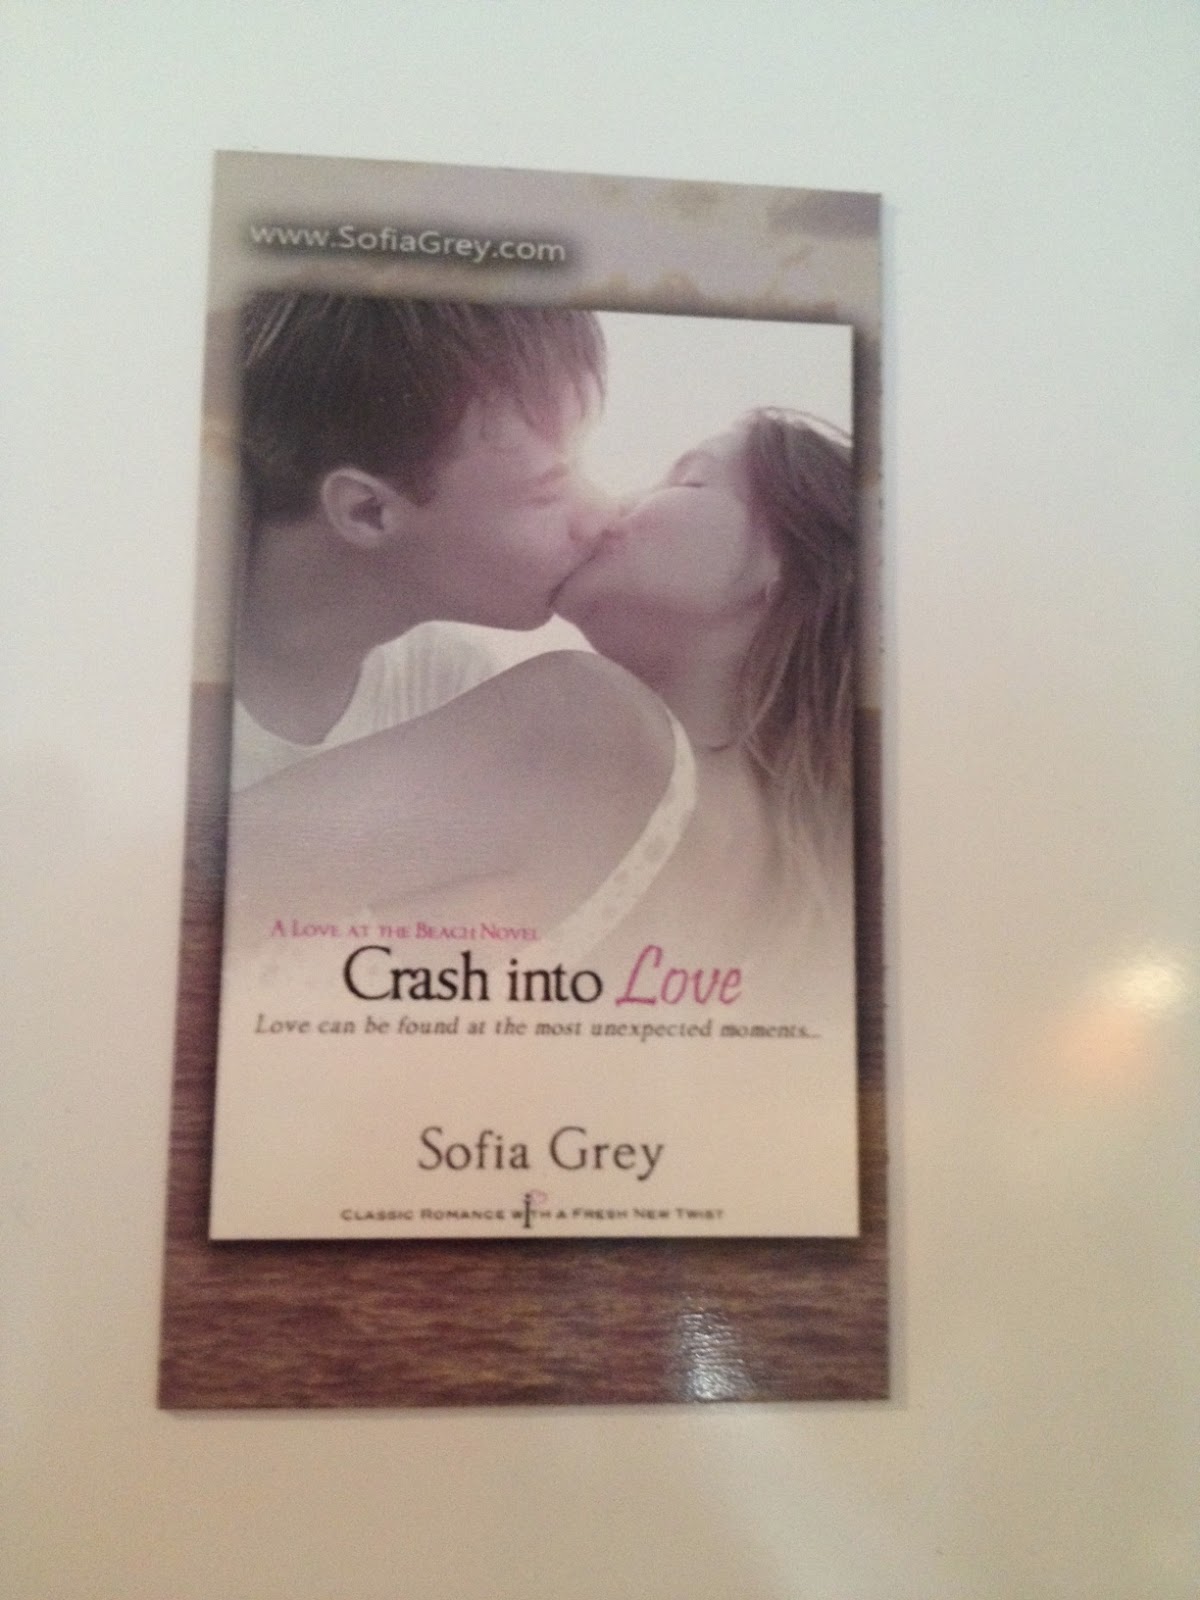 www.SofiaGrey.com
A Love at the Beach Novel
Crash into Love
Love can be found at the most unexpected moments...
Sofia Grey
Classic Romance with a Fresh New Twist